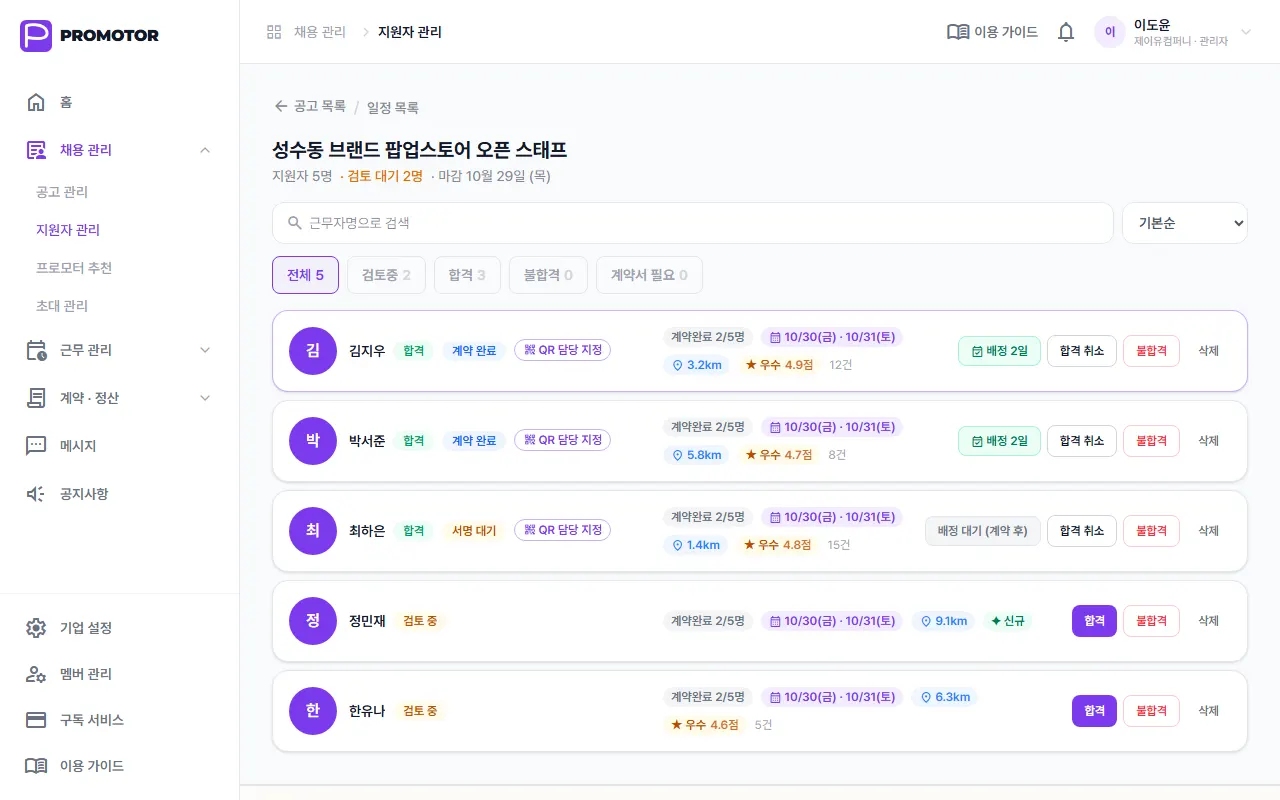 PROMOTOR
홈
채용 관리
공고 관리
지원자 관리
프로모터 추천
초대 관리
근무 관리
계약 · 정산
메시지
공지사항
기업 설정
멤버 관리
구독 서비스
이용 가이드
채용 관리 > 지원자 관리
이용 가이드
이 이도윤
제이유컴퍼니 · 관리자
← 공고 목록 / 일정 목록
성수동 브랜드 팝업스토어 오픈 스태프
지원자 5명 · 검토 대기 2명 · 마감 10월 29일 (목)
근무자명으로 검색 기본순
전체 5 검토중 2 합격 3 불합격 0 계약서 필요 0
김 김지우 합격 계약 완료 QR 담당 지정
계약완료 2/5명 10/30(금) · 10/31(토)
3.2km ★ 우수 4.9점 12건
배정 2일 합격 취소 불합격 삭제
박 박서준 합격 계약 완료 QR 담당 지정
계약완료 2/5명 10/30(금) · 10/31(토)
5.8km ★ 우수 4.7점 8건
배정 2일 합격 취소 불합격 삭제
최 최하은 합격 서명 대기 QR 담당 지정
계약완료 2/5명 10/30(금) · 10/31(토)
1.4km ★ 우수 4.8점 15건
배정 대기 (계약 후) 합격 취소 불합격 삭제
정 정민재 검토 중
계약완료 2/5명 10/30(금) · 10/31(토) 9.1km ✦ 신규
합격 불합격 삭제
한 한유나 검토 중
계약완료 2/5명 10/30(금) · 10/31(토) 6.3km
★ 우수 4.6점 5건
합격 불합격 삭제